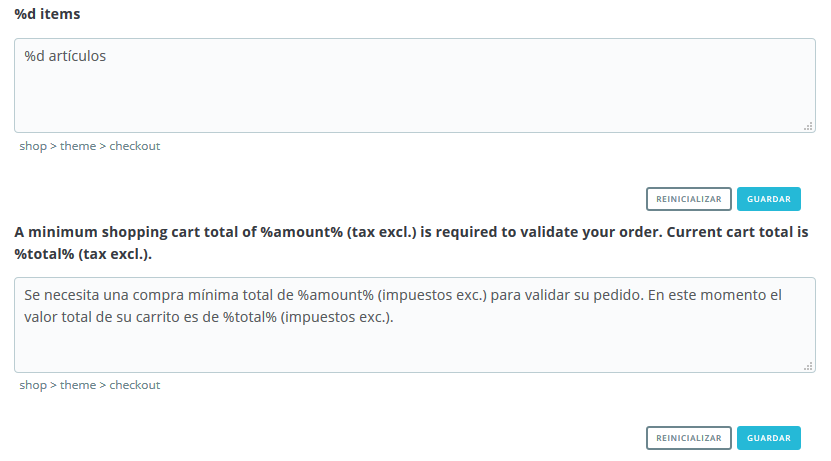 %d items
%d artículos
shop > theme > checkout
REINICIALIZAR GUARDAR
A minimum shopping cart total of %amount% (tax excl.) is required to validate your order. Current cart total is
%total% (tax excl.).
Se necesita una compra mínima total de %amount% (impuestos exc.) para validar su pedido. En este momento el
valor total de su carrito es de %total% (impuestos exc.).
shop > theme > checkout
REINICIALIZAR GUARDAR